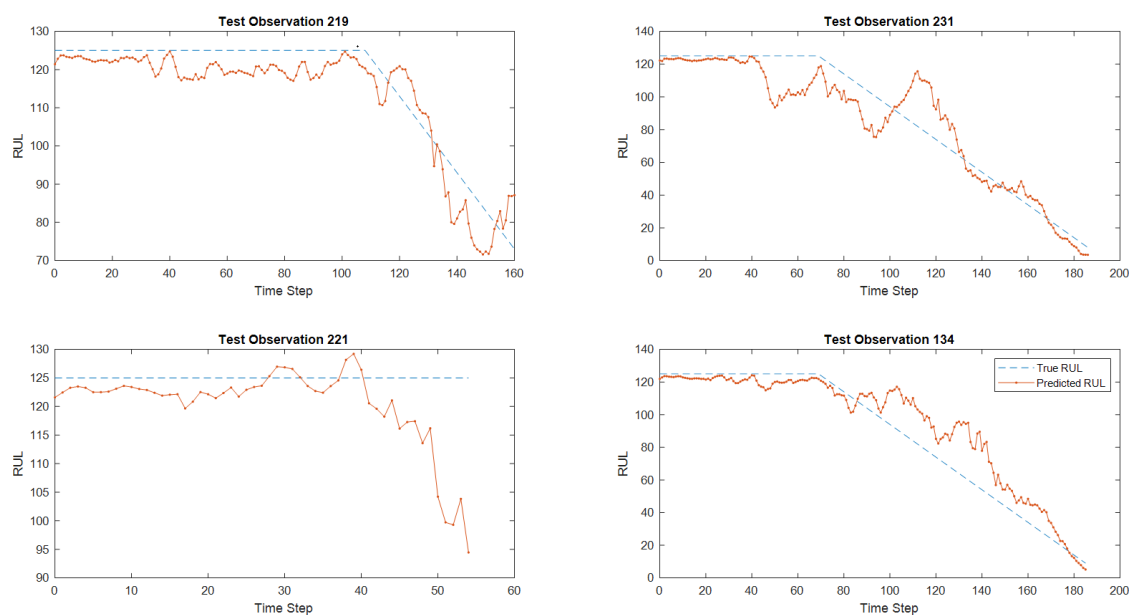 Test Observation 219
130
120
110
100
90
80
70
RUL
0 20 40 60 80 100 120 140 160
Time Step
Test Observation 231
140
120
100
80
60
40
20
0
RUL
0 20 40 60 80 100 120 140 160 180 200
Time Step
Test Observation 221
130
125
120
115
110
105
100
95
90
RUL
0 10 20 30 40 50 60
Time Step
Test Observation 134
140
120
100
80
60
40
20
0
RUL
True RUL
Predicted RUL
0 20 40 60 80 100 120 140 160 180 200
Time Step